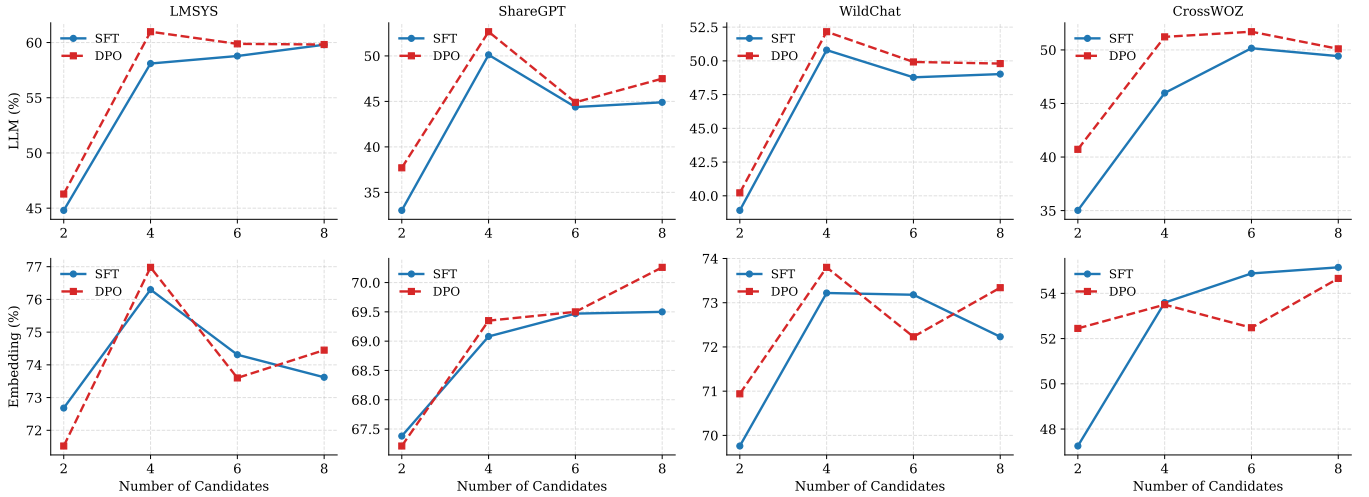 LMSYS
ShareGPT
WildChat
CrossWOZ
LLM (%)
60
55
50
45
SFT
DPO
2
4
6
8
50
45
40
35
SFT
DPO
2
4
6
8
52.5
50.0
47.5
45.0
42.5
40.0
SFT
DPO
2
4
6
8
50
45
40
35
SFT
DPO
2
4
6
8
Embedding (%)
77
76
75
74
73
72
SFT
DPO
2
4
6
8
Number of Candidates
70.0
69.5
69.0
68.5
68.0
67.5
SFT
DPO
2
4
6
8
Number of Candidates
74
73
72
71
70
SFT
DPO
2
4
6
8
Number of Candidates
54
52
50
48
SFT
DPO
2
4
6
8
Number of Candidates